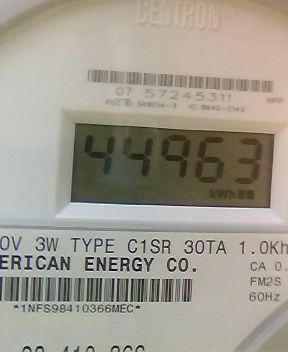 CENTRON
07 57245311
44963
kWh
0V 3W TYPE C1SR 30TA 1.0Kh
ERICAN ENERGY CO.
CA 0.
FM2S
60Hz
*1NFS98410366MEC*